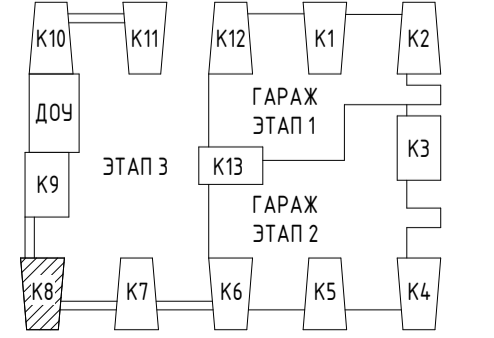 К10 К11 К12 К1 К2
ГАРАЖ
ЭТАП 1
ДОУ
К3
ЭТАП 3 К13
К9
ГАРАЖ
ЭТАП 2
К8 К7 К6 К5 К4